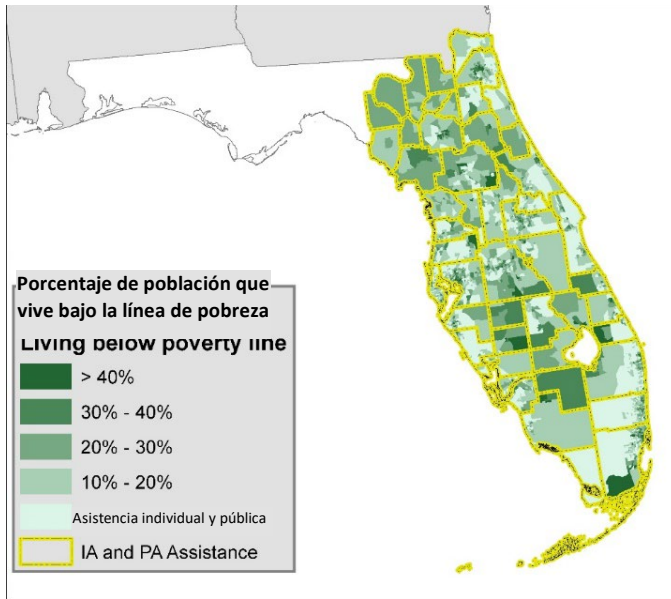 Porcentaje de población que
vive bajo la línea de pobreza
Living below poverty line
> 40%
30% - 40%
20% - 30%
10% - 20%
Asistencia individual y pública
IA and PA Assistance